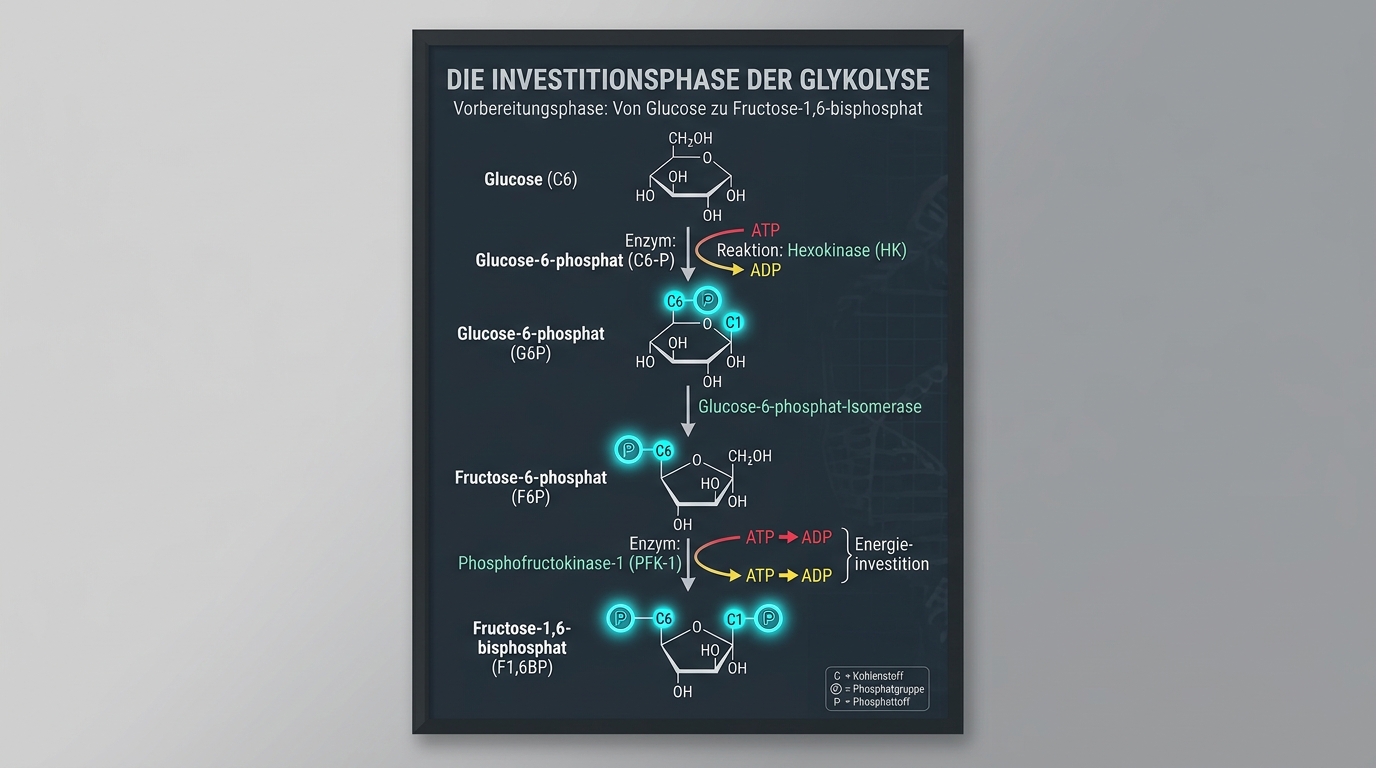 DIE INVESTITIONSPHASE DER GLYKOLYSE
Vorbereitungsphase: Von Glucose zu Fructose-1,6-bisphosphat
CH₂OH
O
Glucose (C6)
OH
HO
OH
OH
ATP
Enzym:
Reaktion: Hexokinase (HK)
Glucose-6-phosphat (C6-P)
ADP
C6 P
O
C1
Glucose-6-phosphat
(G6P)
OH
HO
OH
OH
Glucose-6-phosphat-Isomerase
P C6
O
CH₂OH
Fructose-6-phosphat
(F6P)
HO
OH
OH
Enzym:
Phosphofructokinase-1 (PFK-1)
ATP → ADP
ATP → ADP
Energie-
investition
P C6
C1 P
O
Fructose-1,6-
bisphosphat
(F1,6BP)
HO
OH
OH
C → Kohlenstoff
Ⓟ = Phosphatgruppe
P = Phosphattoff